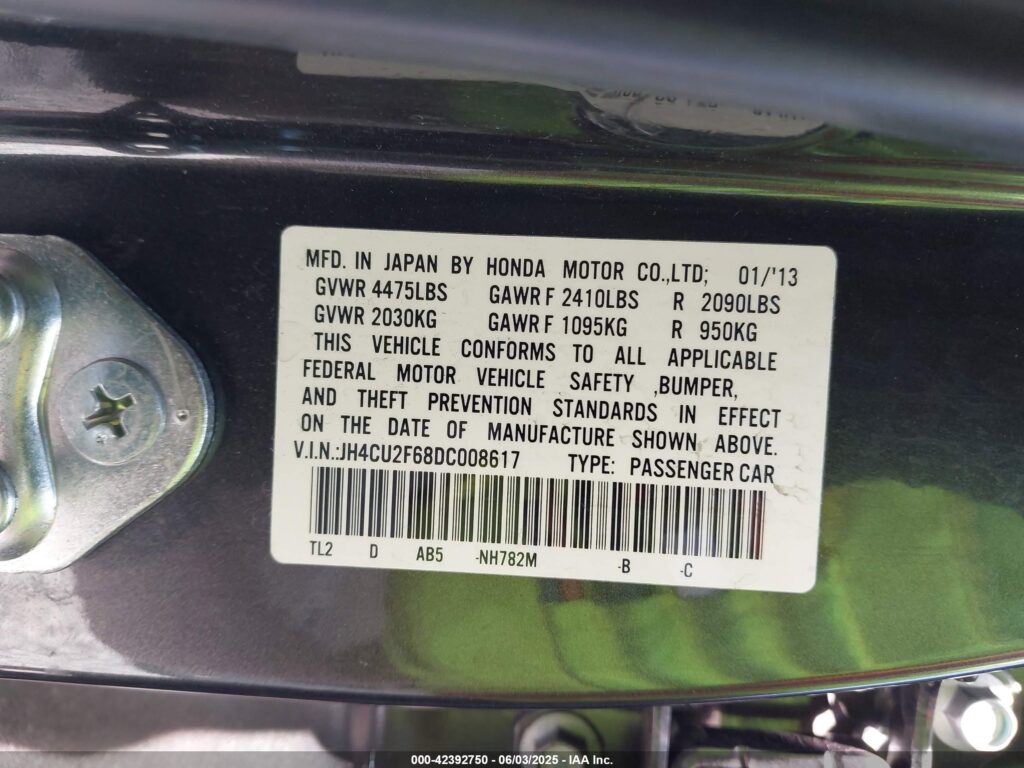 MFD. IN JAPAN BY HONDA MOTOR CO.,LTD; 01/'13
GVWR 4475LBS GAWR F 2410LBS R 2090LBS
GVWR 2030KG GAWR F 1095KG R 950KG
THIS VEHICLE CONFORMS TO ALL APPLICABLE
FEDERAL MOTOR VEHICLE SAFETY ,BUMPER,
AND THEFT PREVENTION STANDARDS IN EFFECT
ON THE DATE OF MANUFACTURE SHOWN ABOVE.
V.I.N.:JH4CU2F68DC008617 TYPE: PASSENGER CAR
TL2 D AB5 -NH782M -B -C
000-42392750 - 06/03/2025 - IAA Inc.